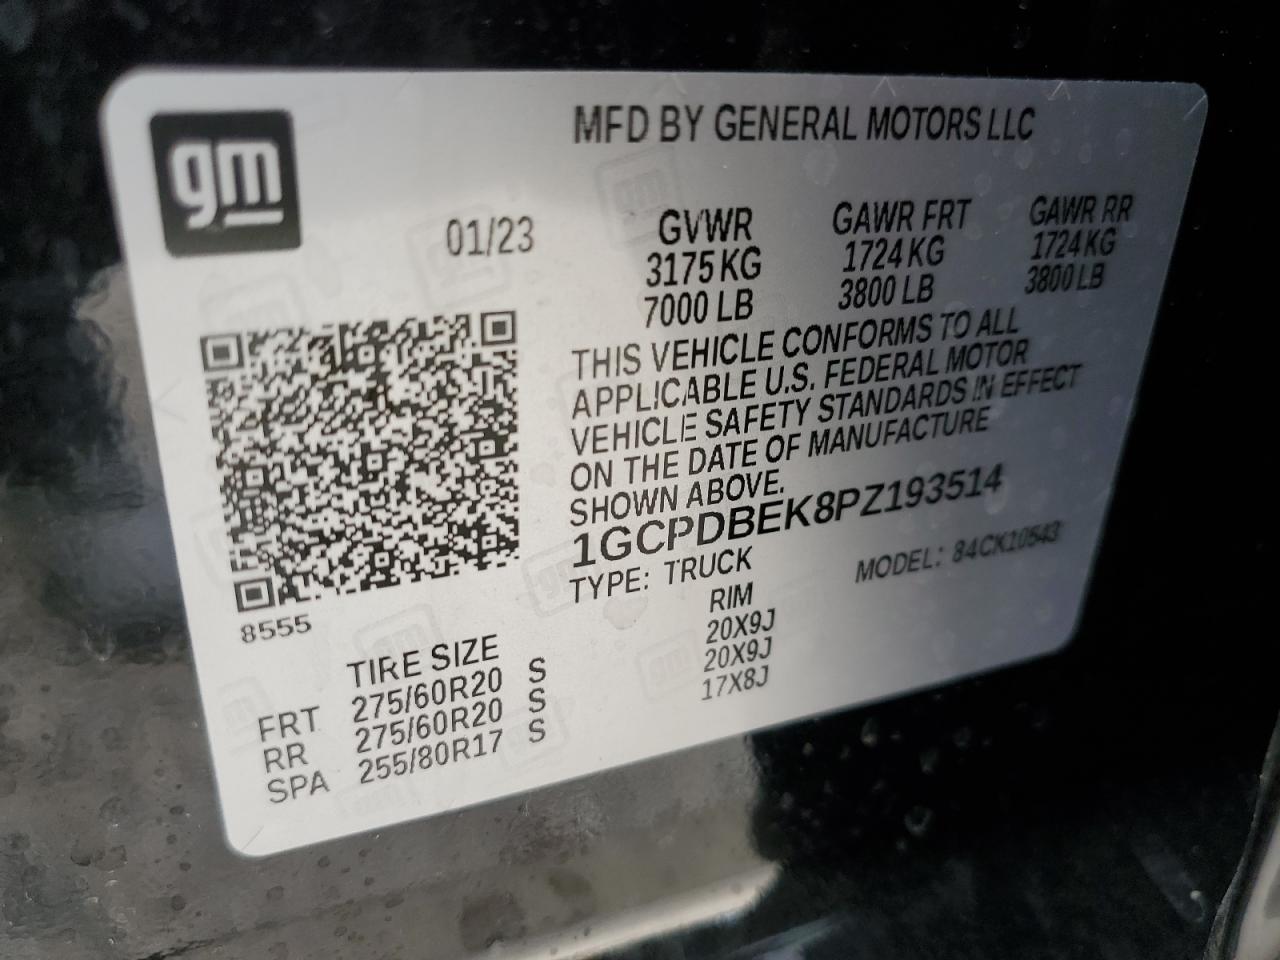 gm
MFD BY GENERAL MOTORS LLC
01/23
GVWR GAWR FRT GAWR RR
3175 KG 1724 KG 1724 KG
7000 LB 3800 LB 3800 LB
THIS VEHICLE CONFORMS TO ALL
APPLICABLE U.S. FEDERAL MOTOR
VEHICLE SAFETY STANDARDS IN EFFECT
ON THE DATE OF MANUFACTURE
SHOWN ABOVE.
1GCPDBEK8PZ193514
TYPE: TRUCK MODEL: 84CK10543
8555
TIRE SIZE RIM
FRT 275/60R20 S 20X9J
RR 275/60R20 S 20X9J
SPA 255/80R17 S 17X8J